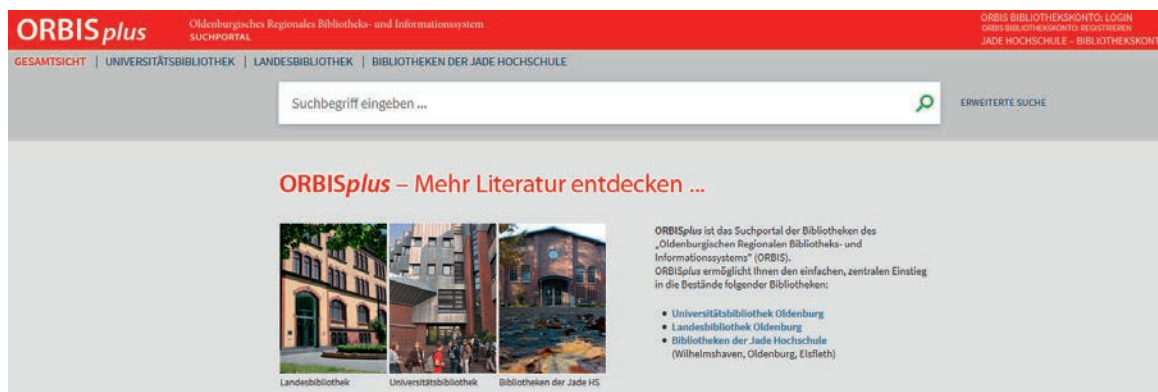 ORBISplus
Oldenburgisches Regionales Bibliotheks- und Informationssystem
SUCHPORTAL
ORBIS BIBLIOTHEKSKONTO: LOGIN
ORBIS BIBLIOTHEKSKONTO: REGISTRIEREN
JADE HOCHSCHULE – BIBLIOTHEKSKONT
GESAMTSICHT | UNIVERSITÄTSBIBLIOTHEK | LANDESBIBLIOTHEK | BIBLIOTHEKEN DER JADE HOCHSCHULE
Suchbegriff eingeben ...
ERWEITERTE SUCHE
ORBISplus – Mehr Literatur entdecken ...
ORBISplus ist das Suchportal der Bibliotheken des
„Oldenburgischen Regionalen Bibliotheks- und
Informationssystems" (ORBIS).
ORBISplus ermöglicht Ihnen den einfachen, zentralen Einstieg
in die Bestände folgender Bibliotheken:
• Universitätsbibliothek Oldenburg
• Landesbibliothek Oldenburg
• Bibliotheken der Jade Hochschule
(Wilhelmshaven, Oldenburg, Elsfleth)
Landesbibliothek
Universitätsbibliothek
Bibliotheken der Jade HS